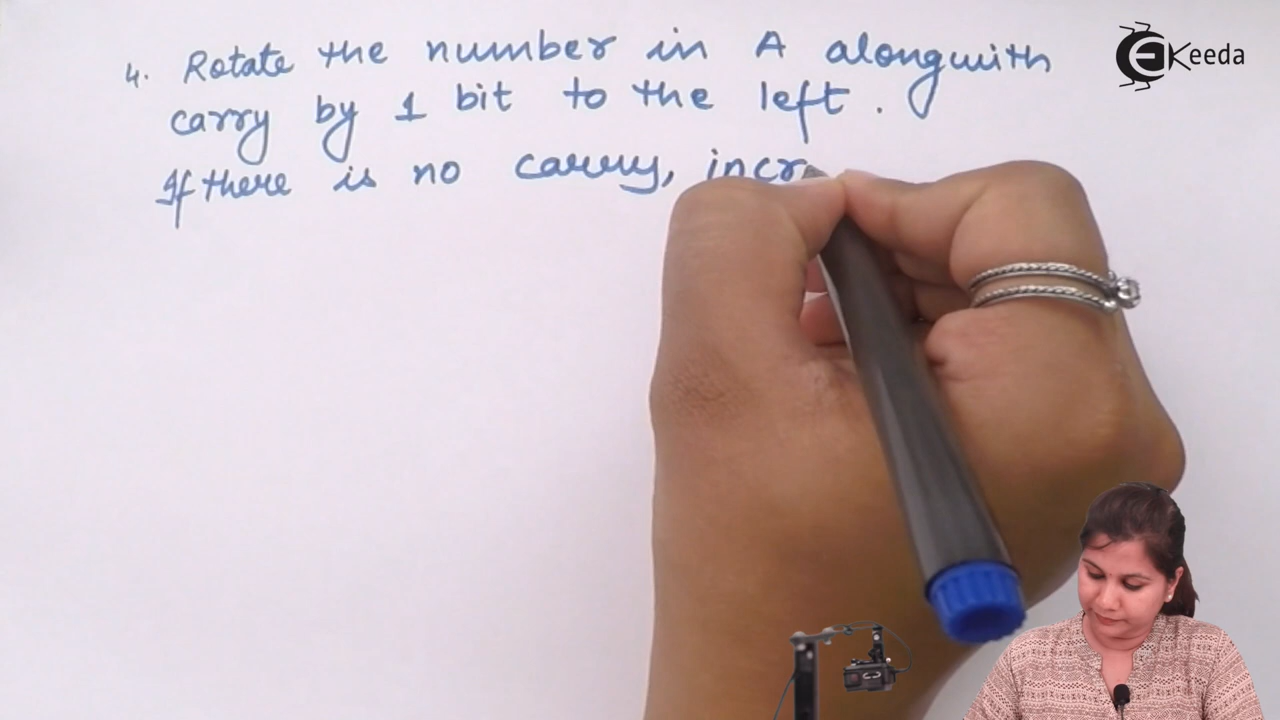 4. Rotate the number in A alongwith
carry by 1 bit to the left.
If there is no carry, incr
EKeeda